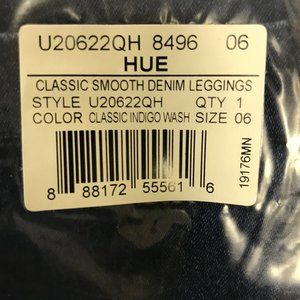 U20622QH 8496 06
HUE
CLASSIC SMOOTH DENIM LEGGINGS
STYLE U20622QH QTY 1
COLOR CLASSIC INDIGO WASH SIZE 06
8 88172 55561 6
19176MN